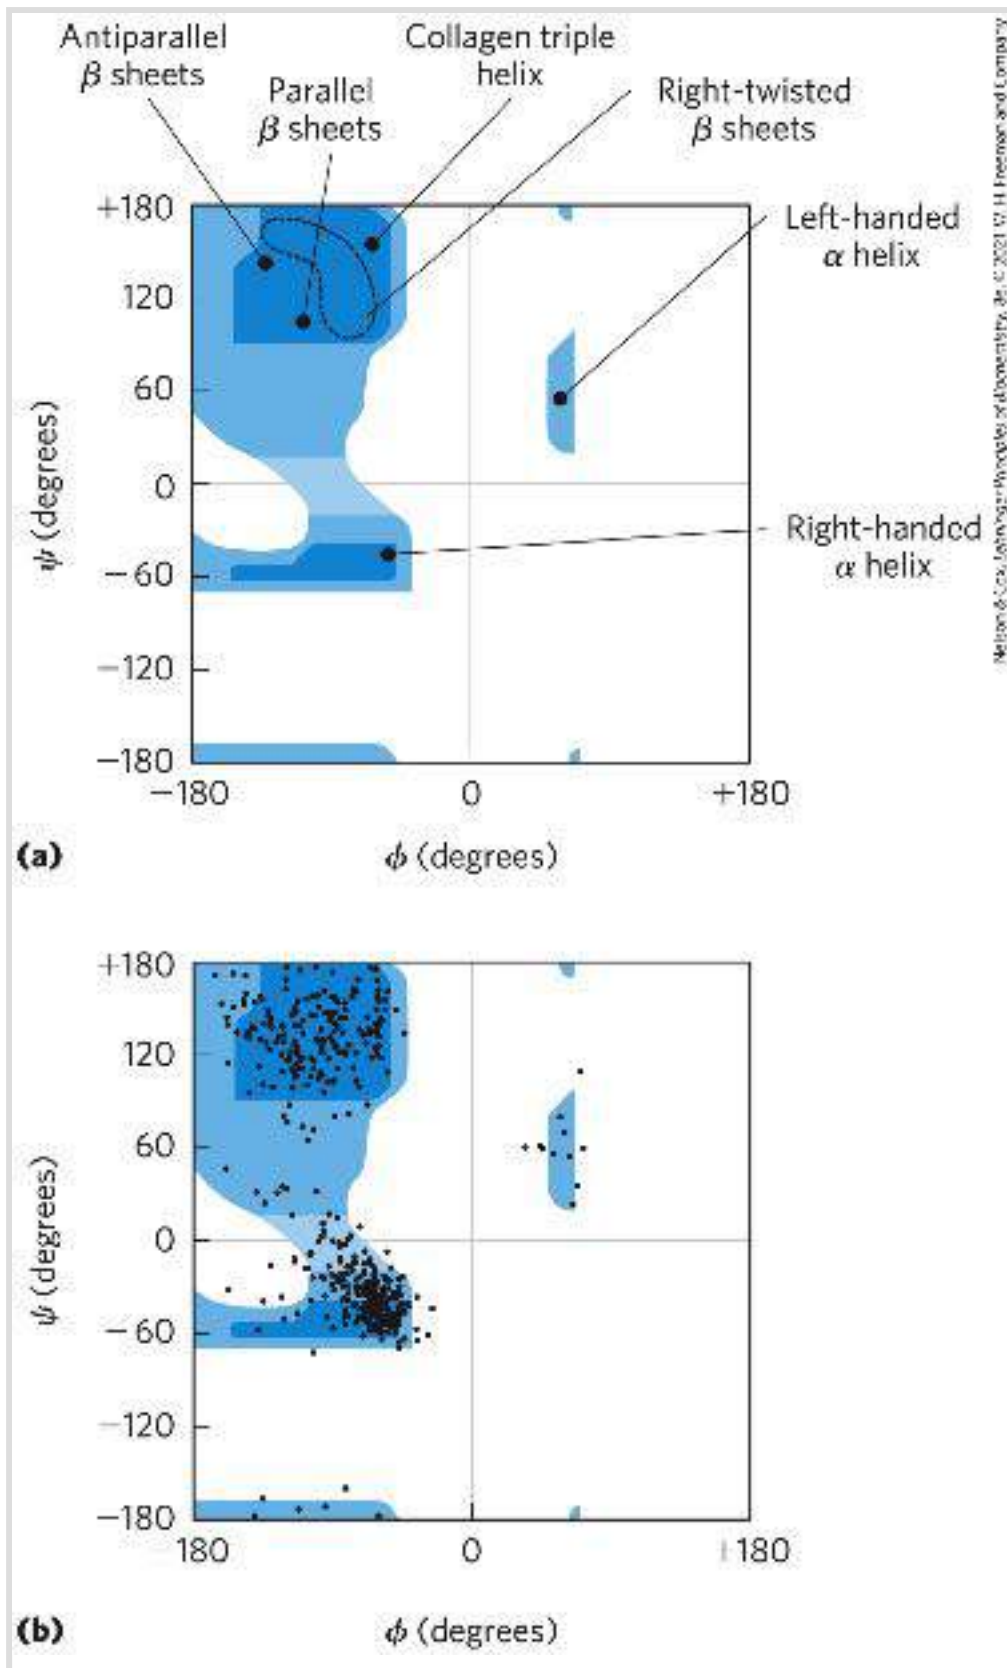 Antiparallel
β sheets
Collagen triple
helix
Parallel
β sheets
Right-twisted
β sheets
+180
120
60
0
−60
−120
−180
ψ (degrees)
Left-handed
α helix
Right-handed
α helix
−180
0
+180
(a)
ϕ (degrees)
+180
120
60
0
−60
−120
−180
ψ (degrees)
180
0
+180
(b)
ϕ (degrees)